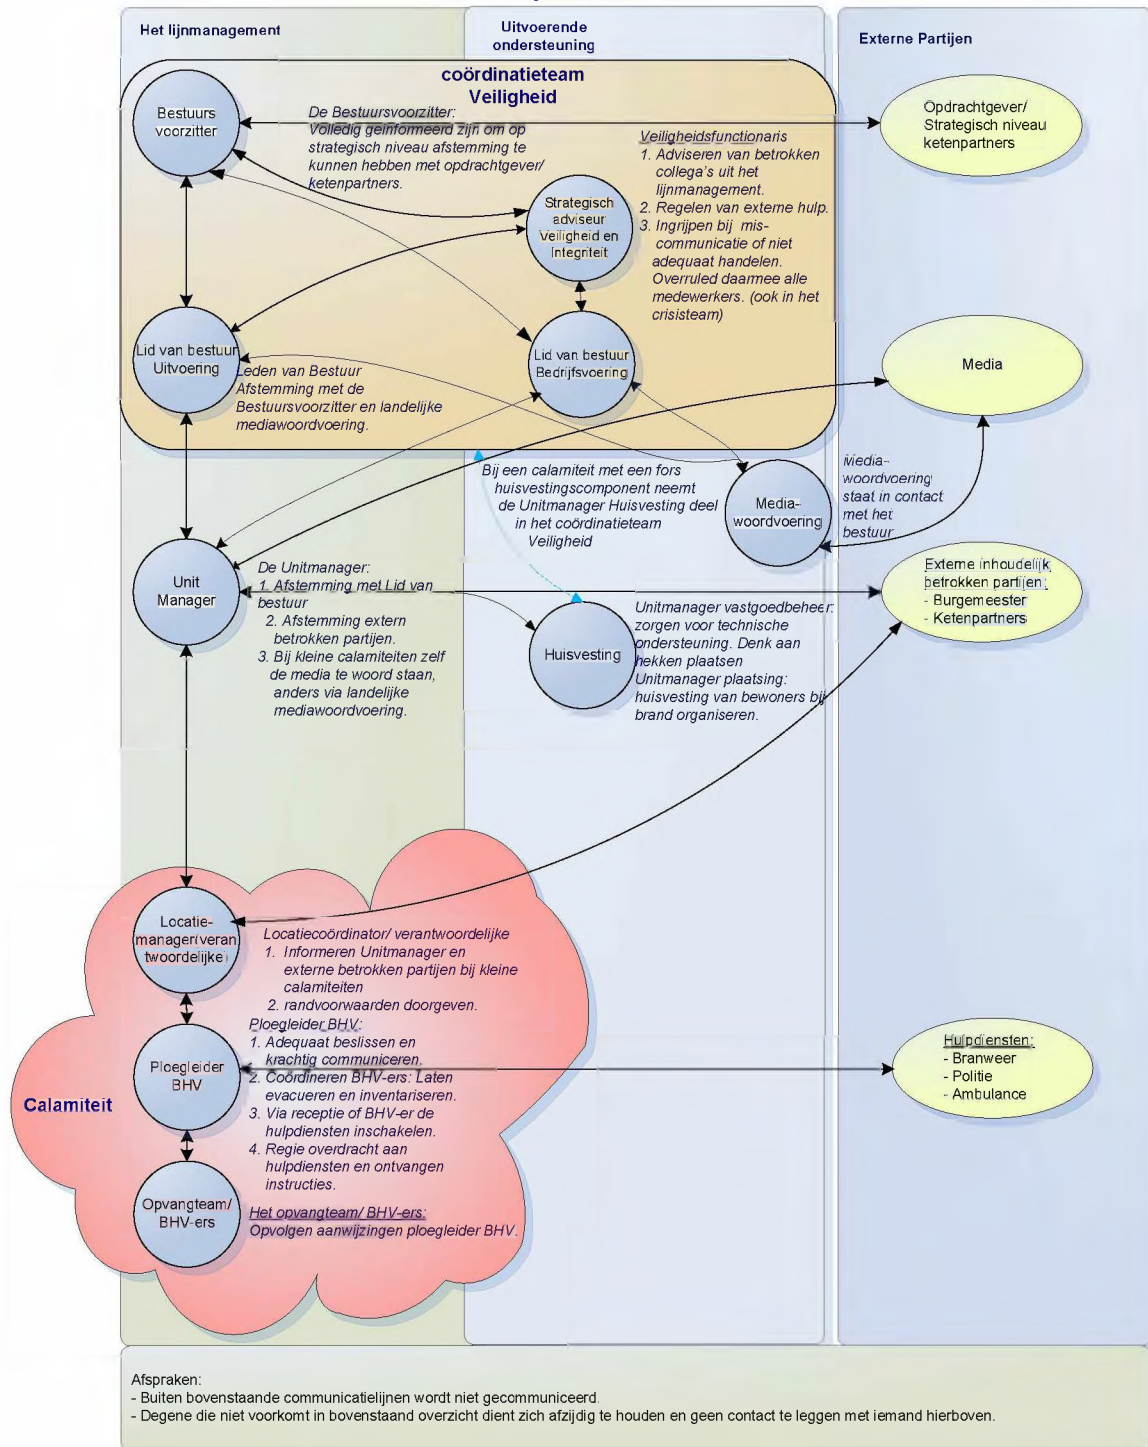 Het lijnmanagement
Uitvoerende
ondersteuning
Externe Partijen
coördinatieteam
Veiligheid
Bestuurs
voorzitter
De Bestuursvoorzitter:
Volledig geïnformeerd zijn om op
strategisch niveau afstemming te
kunnen hebben met opdrachtgever/
ketenpartners.
Veiligheidsfunctionaris
1. Adviseren van betrokken
collega's uit het
lijnmanagement.
2. Regelen van externe hulp.
3. Ingrijpen bij mis-
communicatie of niet
adequaat handelen.
Overruled daarmee alle
medewerkers. (ook in het
crisisteam)
Opdrachtgever/
Strategisch niveau
ketenpartners
Strategisch
adviseur
Veiligheid en
Integriteit
Lid van bestuur
Uitvoering
Leden van Bestuur
Afstemming met de
Bestuursvoorzitter en landelijke
mediawoordvoering.
Lid van bestuur
Bedrijfsvoering
Media
Bij een calamiteit met een fors
huisvestingscomponent neemt
de Unitmanager Huisvesting deel
in het coördinatieteam
Veiligheid
Media-
woordvoering
Media-
woordvoering
staat in contact
met het
bestuur
Unit
Manager
De Unitmanager:
1. Afstemming met Lid van
bestuur
2. Afstemming extern
betrokken partijen.
3. Bij kleine calamiteiten zelf
de media te woord staan,
anders via landelijke
mediawoordvoering.
Huisvesting
Unitmanager vastgoedbeheer:
zorgen voor technische
ondersteuning. Denk aan
hekken plaatsen
Unitmanager plaatsing:
huisvesting van bewoners bij
brand organiseren.
Externe inhoudelijk
betrokken partijen:
- Burgemeester
- Ketenpartners
Locatie-
manager(veran
twoordelijke)
Locatiecoördinator/ verantwoordelijke
1. Informeren Unitmanager en
externe betrokken partijen bij kleine
calamiteiten
2. randvoorwaarden doorgeven.
Calamiteit
Ploegleider
BHV
Ploegleider BHV:
1. Adequaat beslissen en
krachtig communiceren.
2. Coördineren BHV-ers: Laten
evacueren en inventariseren.
3. Via receptie of BHV-er de
hulpdiensten inschakelen.
4. Regie overdracht aan
hulpdiensten en ontvangen
instructies.
Hulpdiensten:
- Branweer
- Politie
- Ambulance
Opvangteam/
BHV-ers
Het opvangteam/ BHV-ers:
Opvolgen aanwijzingen ploegleider BHV.
Afspraken:
- Buiten bovenstaande communicatielijnen wordt niet gecommuniceerd.
- Degene die niet voorkomt in bovenstaand overzicht dient zich afzijdig te houden en geen contact te leggen met iemand hierboven.